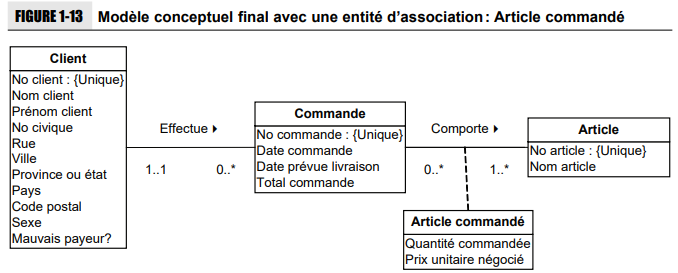 FIGURE 1-13 Modèle conceptuel final avec une entité d’association : Article commandé
Client
No client : {Unique}
Nom client
Prénom client
No civique
Rue
Ville
Province ou état
Pays
Code postal
Sexe
Mauvais payeur?
Effectue
1..1
0..*
Commande
No commande : {Unique}
Date commande
Date prévue livraison
Total commande
Comporte
0..*
1..*
Article
No article : {Unique}
Nom article
Article commandé
Quantité commandée
Prix unitaire négocié